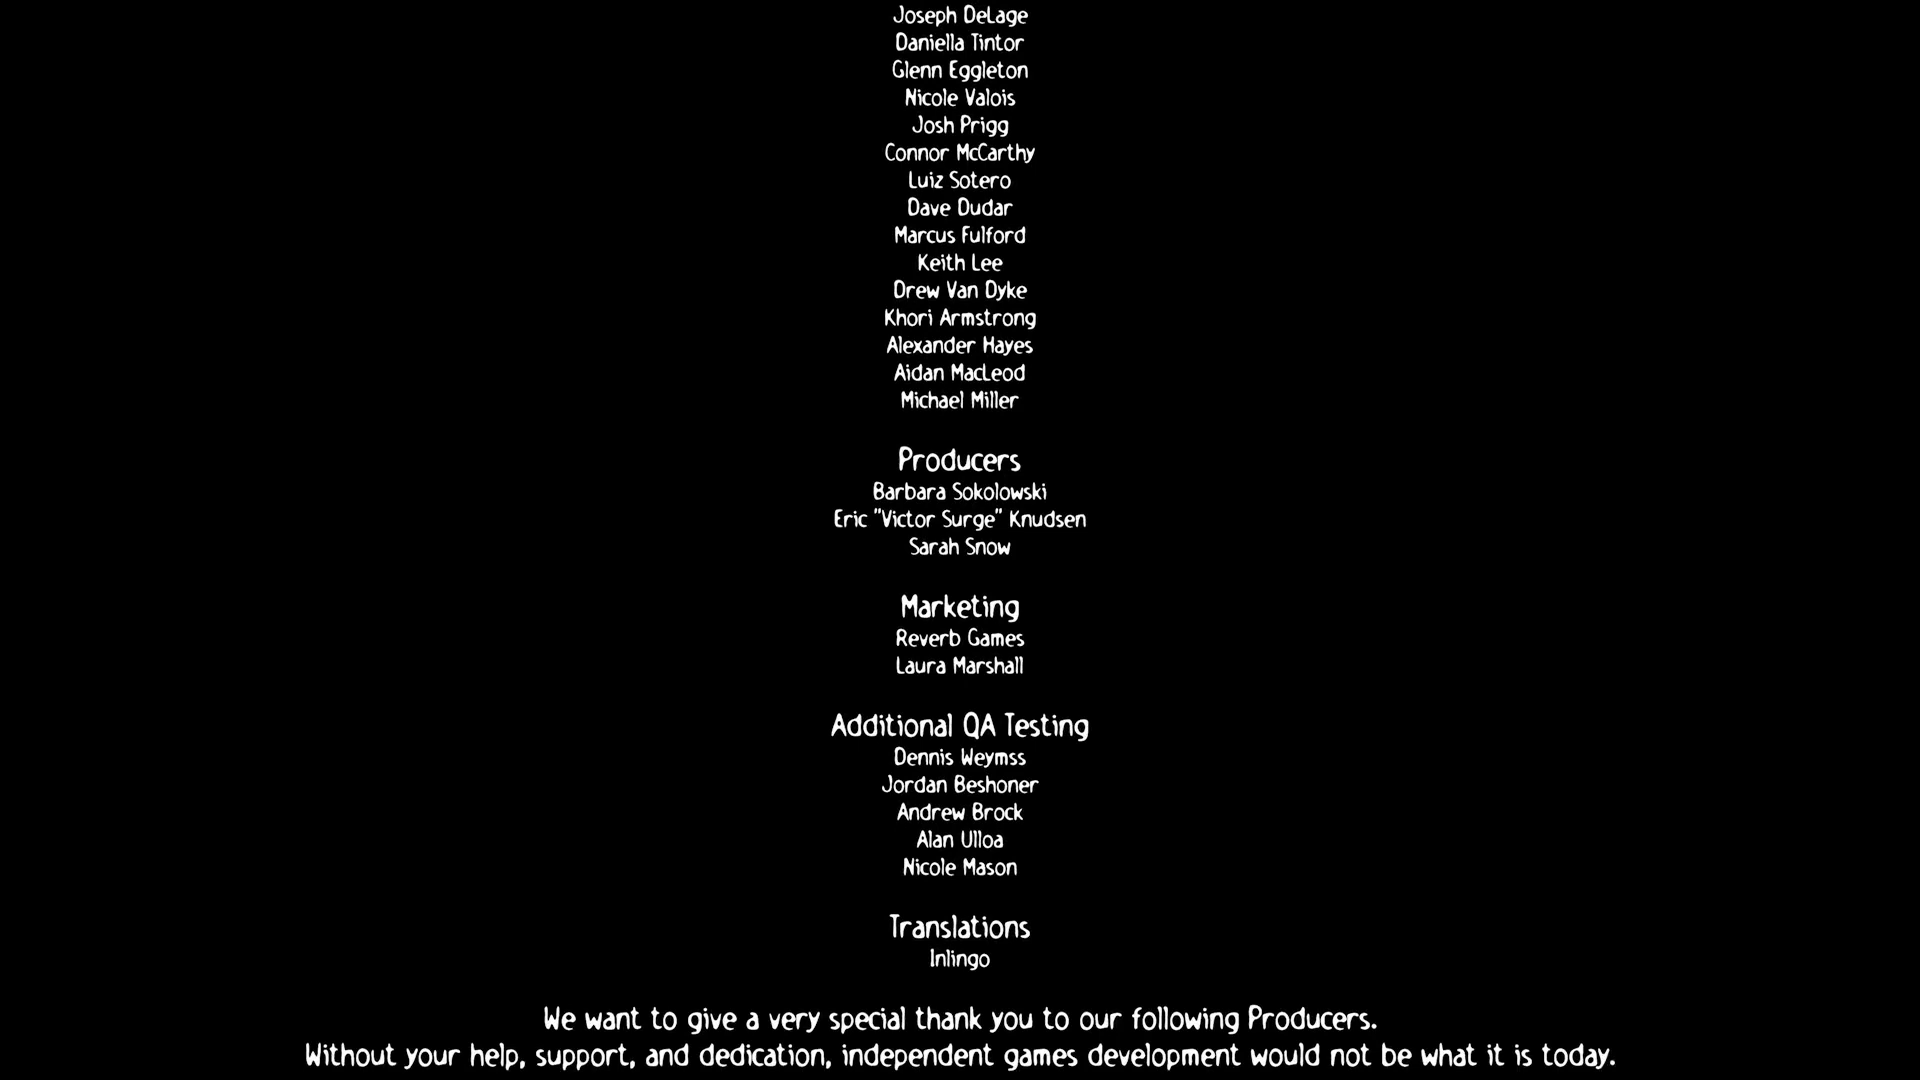 Joseph DeLage
Daniella Tintor
Glenn Eggleton
Nicole Valois
Josh Prigg
Connor McCarthy
Luiz Sotero
Dave Dudar
Marcus Fulford
Keith Lee
Drew Van Dyke
Khori Armstrong
Alexander Hayes
Aidan MacLeod
Michael Miller
Producers
Barbara Sokolowski
Eric "Victor Surge" Knudsen
Sarah Snow
Marketing
Reverb Games
Laura Marshall
Additional QA Testing
Dennis Weymss
Jordan Beshoner
Andrew Brock
Alan Ulloa
Nicole Mason
Translations
Inlingo
We want to give a very special thank you to our following Producers.
Without your help, support, and dedication, independent games development would not be what it is today.